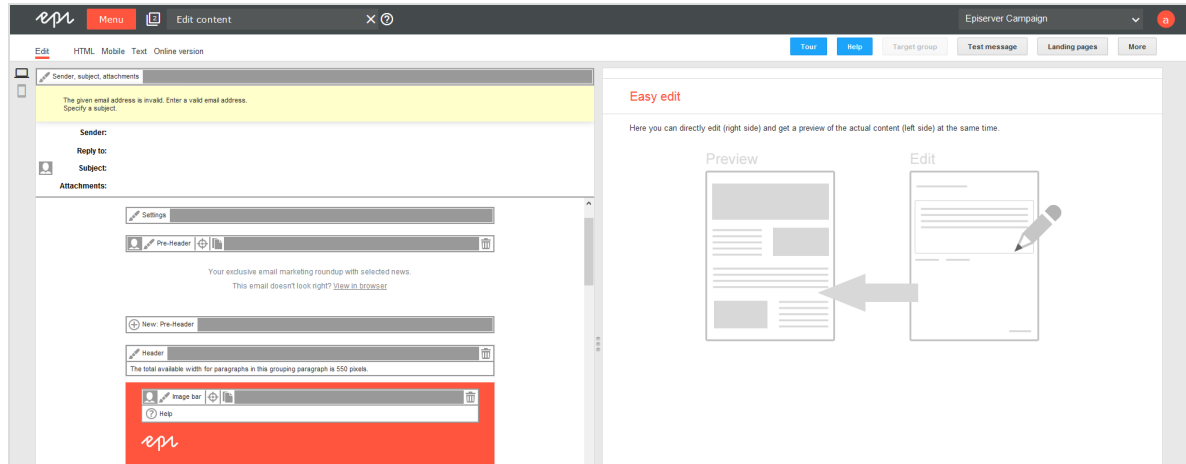 epi Menu 2 Edit content Episerver Campaign a
Edit HTML Mobile Text Online version Tour Help Target group Test message Landing pages More
Sender, subject, attachments
The given email address is invalid. Enter a valid email address.
Specify a subject.
Sender:
Reply to:
Subject:
Attachments:
Settings
Pre-Header
Your exclusive email marketing roundup with selected news.
This email doesn't look right? View in browser
New: Pre-Header
Header
The total available width for paragraphs in this grouping paragraph is 550 pixels.
Image bar
Help
epi
Easy edit
Here you can directly edit (right side) and get a preview of the actual content (left side) at the same time.
Preview Edit